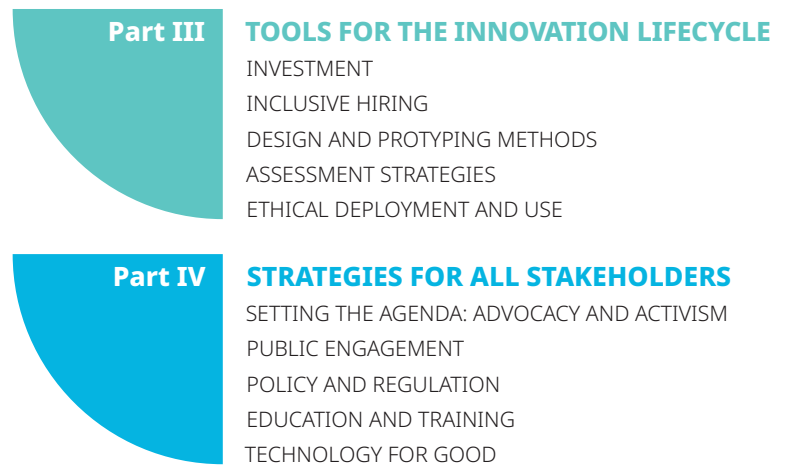 Part III
TOOLS FOR THE INNOVATION LIFECYCLE
INVESTMENT
INCLUSIVE HIRING
DESIGN AND PROTYPING METHODS
ASSESSMENT STRATEGIES
ETHICAL DEPLOYMENT AND USE
Part IV
STRATEGIES FOR ALL STAKEHOLDERS
SETTING THE AGENDA: ADVOCACY AND ACTIVISM
PUBLIC ENGAGEMENT
POLICY AND REGULATION
EDUCATION AND TRAINING
TECHNOLOGY FOR GOOD